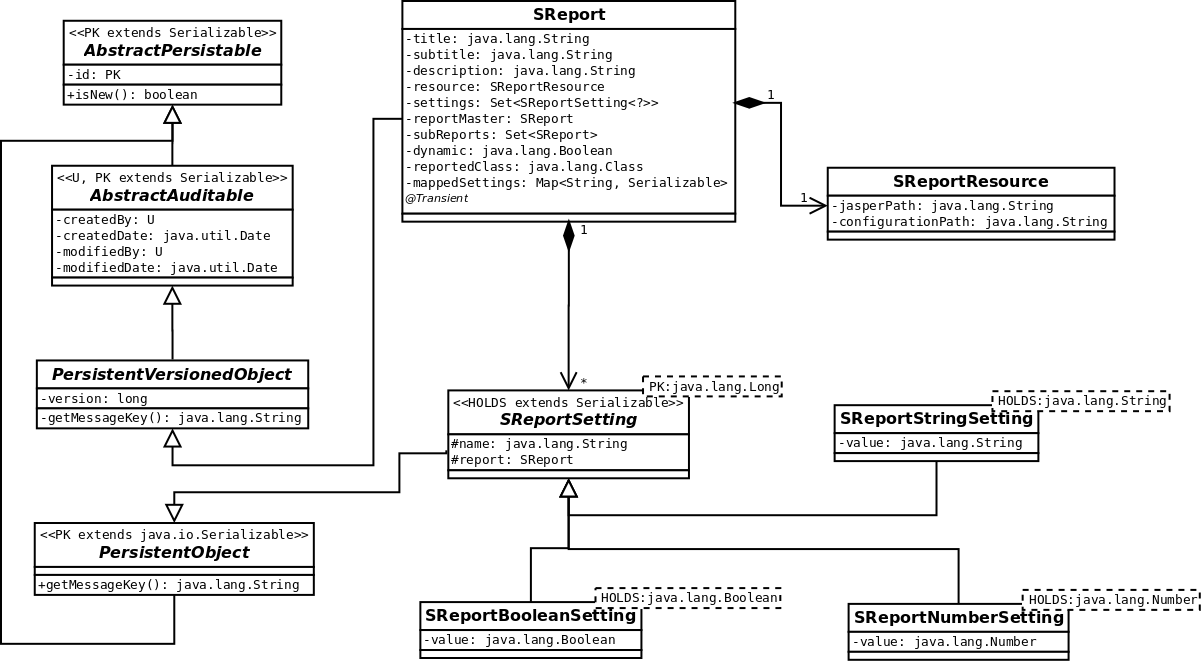 <<PK extends Serializable>>
AbstractPersistable
-id: PK
+isNew(): boolean
<<U, PK extends Serializable>>
AbstractAuditable
-createdBy: U
-createdDate: java.util.Date
-modifiedBy: U
-modifiedDate: java.util.Date
PersistentVersionedObject
-version: long
-getMessageKey(): java.lang.String
<<PK extends java.io.Serializable>>
PersistentObject
+getMessageKey(): java.lang.String
SReport
-title: java.lang.String
-subtitle: java.lang.String
-description: java.lang.String
-resource: SReportResource
-settings: Set<SReportSetting<?>>
-reportMaster: SReport
-subReports: Set<SReport>
-dynamic: java.lang.Boolean
-reportedClass: java.lang.Class
-mappedSettings: Map<String, Serializable>
@Transient
1
1
SReportResource
-jasperPath: java.lang.String
-configurationPath: java.lang.String
1
*
PK:java.lang.Long
<<HOLDS extends Serializable>>
SReportSetting
#name: java.lang.String
#report: SReport
HOLDS:java.lang.String
SReportStringSetting
-value: java.lang.String
HOLDS:java.lang.Boolean
SReportBooleanSetting
-value: java.lang.Boolean
HOLDS:java.lang.Number
SReportNumberSetting
-value: java.lang.Number